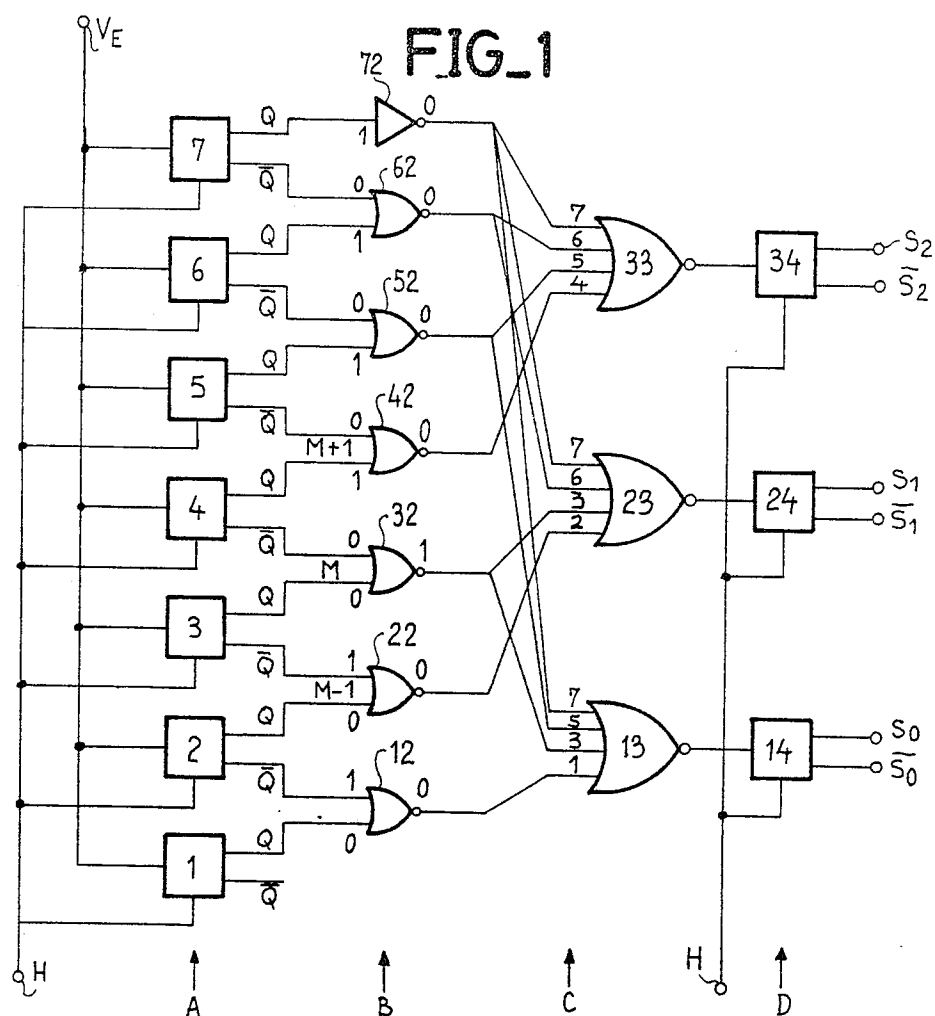 FIG_1
V_E
72
Q 1 0
7
Q̅ 0 62 0
Q 1
6
Q̅ 0 52 0
Q 1
5
Q̅ 0 42 0
M+1
Q 1
4
Q̅ 0 32 1
M
Q 0
3
Q̅ 1 22 0
M-1
Q 0
2
Q̅ 1 12 0
Q 0
1
Q̅
7
6
5
4
33
34
S2
S̅2
7
6
3
2
23
24
S1
S̅1
7
5
3
1
13
14
S0
S̅0
H
A
B
C
H
D